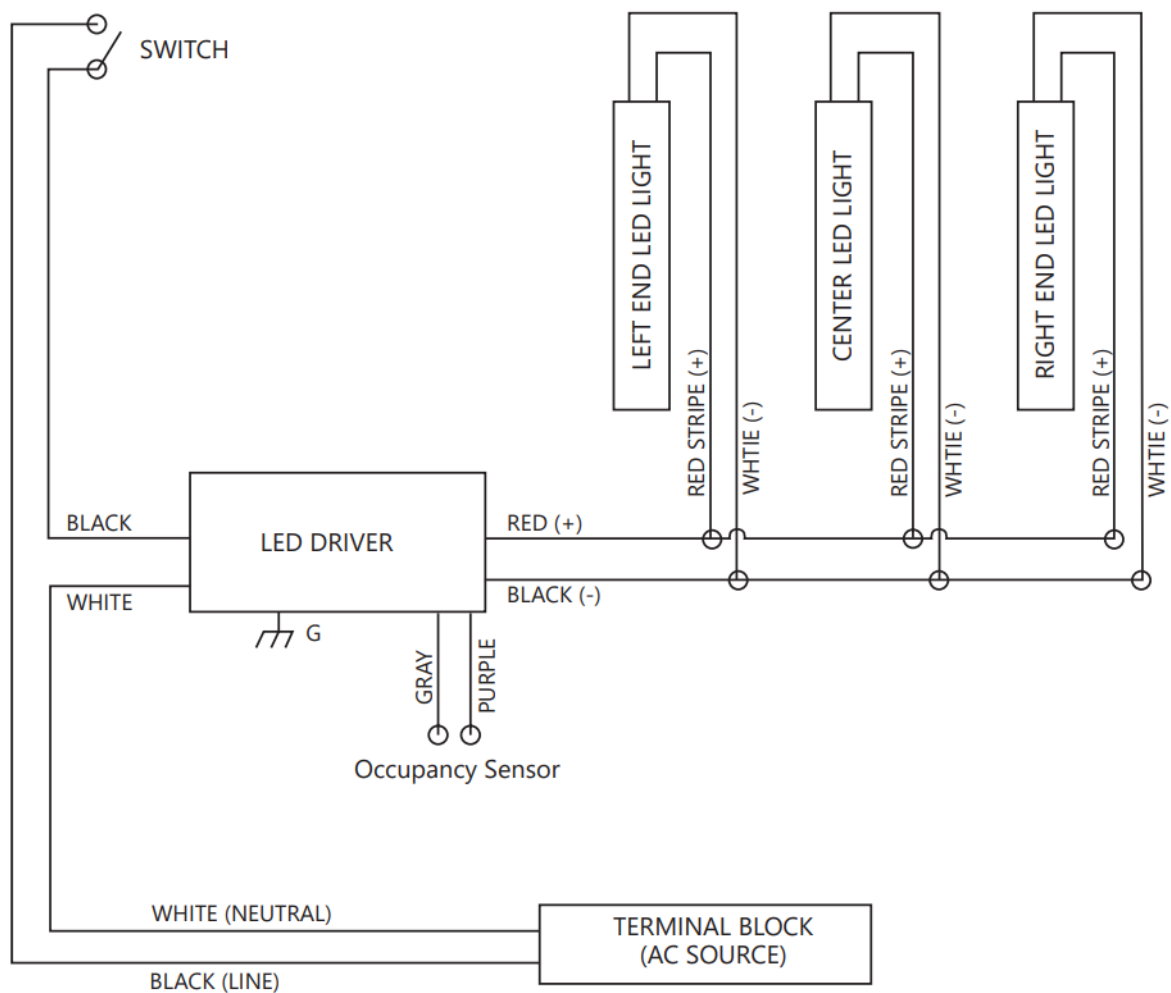 SWITCH
LEFT END LED LIGHT
CENTER LED LIGHT
RIGHT END LED LIGHT
RED STRIPE (+)
WHTIE (-)
RED STRIPE (+)
WHTIE (-)
RED STRIPE (+)
WHTIE (-)
BLACK
LED DRIVER
RED (+)
WHITE
BLACK (-)
G
GRAY
PURPLE
Occupancy Sensor
WHITE (NEUTRAL)
TERMINAL BLOCK
(AC SOURCE)
BLACK (LINE)